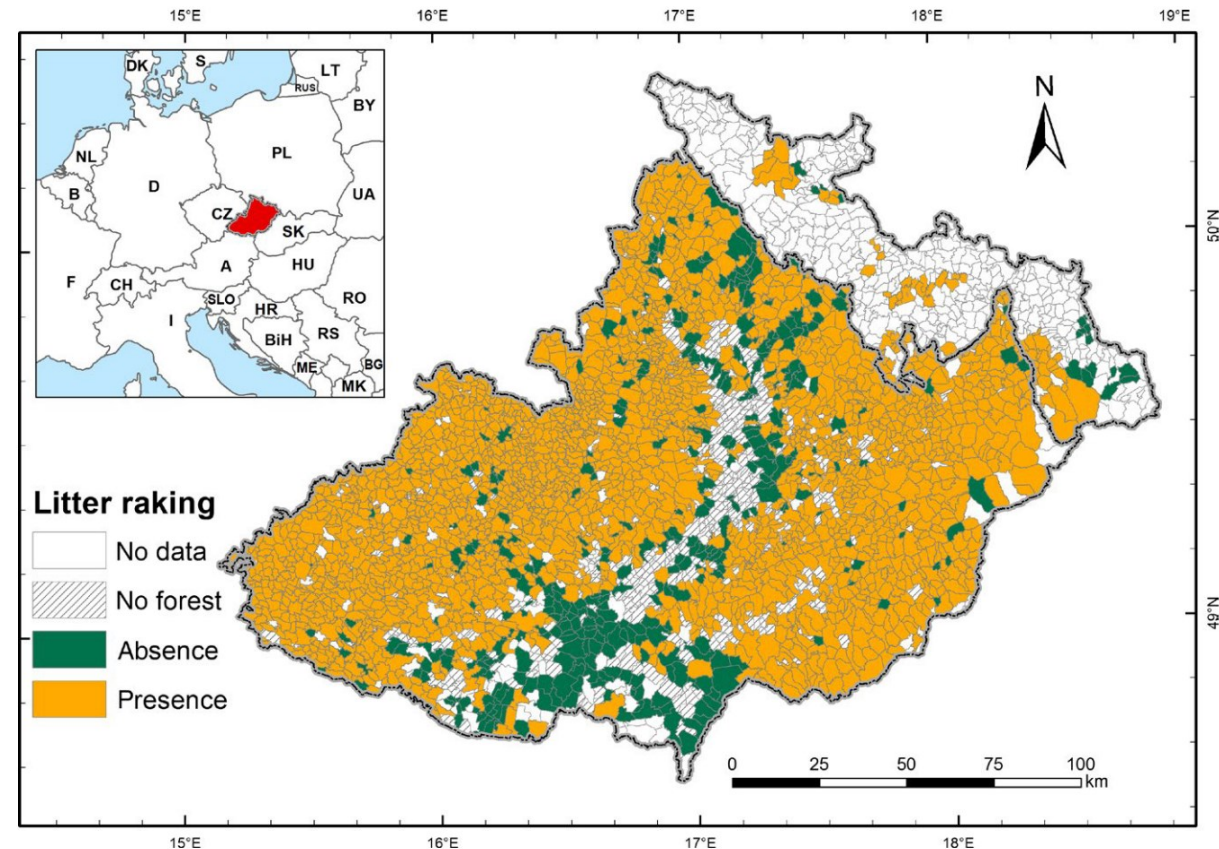 15°E 16°E 17°E 18°E 19°E
DK S LT
RUS
BY
NL PL
D
B UA
CZ
SK
A HU
F CH
SLO RO
HR
I BiH RS
ME BG
MK
N
50°N
49°N
Litter raking
No data
No forest
Absence
Presence
0 25 50 75 100
km
15°E 16°E 17°E 18°E